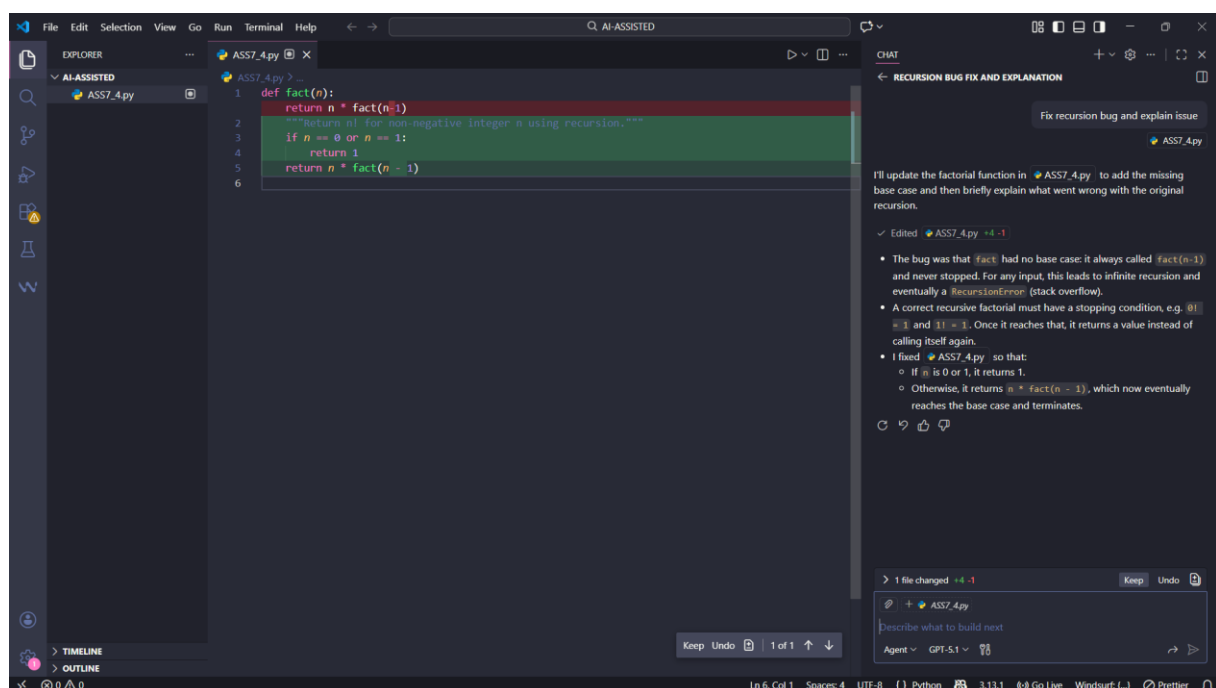 File Edit Selection View Go Run Terminal Help
AI-ASSISTED
EXPLORER
AI-ASSISTED
ASS7_4.py
TIMELINE
OUTLINE
ASS7_4.py
ASS7_4.py > ...
1 def fact(n):
return n * fact(n-1)
2 """Return n! for non-negative integer n using recursion."""
3 if n == 0 or n == 1:
4 return 1
5 return n * fact(n - 1)
6
Keep Undo 1 of 1
CHAT
RECURSION BUG FIX AND EXPLANATION
Fix recursion bug and explain issue
ASS7_4.py
I'll update the factorial function in ASS7_4.py to add the missing
base case and then briefly explain what went wrong with the original
recursion.
Edited ASS7_4.py +4 -1
• The bug was that fact had no base case: it always called fact(n-1)
and never stopped. For any input, this leads to infinite recursion and
eventually a RecursionError (stack overflow).
• A correct recursive factorial must have a stopping condition, e.g. 0!
= 1 and 1! = 1. Once it reaches that, it returns a value instead of
calling itself again.
• I fixed ASS7_4.py so that:
If n is 0 or 1, it returns 1.
Otherwise, it returns n * fact(n - 1), which now eventually
reaches the base case and terminates.
1 file changed +4 -1 Keep Undo
ASS7_4.py
Describe what to build next
Agent GPT-5.1
0 0 Ln 6, Col 1 Spaces: 4 UTF-8 {} Python 3.13.1 Go Live Windsurf: (...) Prettier